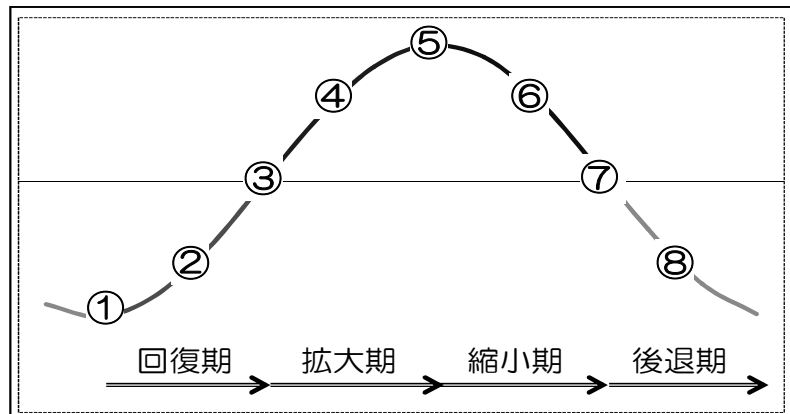 ⑤
④
⑥
③
⑦
②
⑧
①
回復期
拡大期
縮小期
後退期